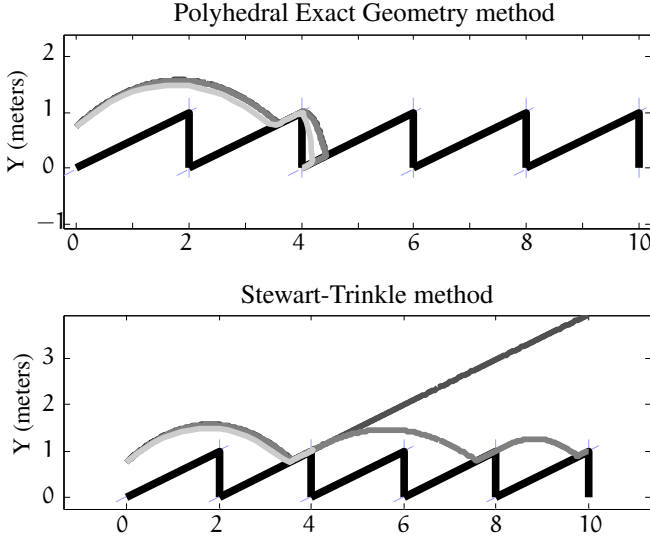 Polyhedral Exact Geometry method
2
1
0
−1
Y (meters)
0 2 4 6 8 10
Stewart-Trinkle method
3
2
1
0
Y (meters)
0 2 4 6 8 10